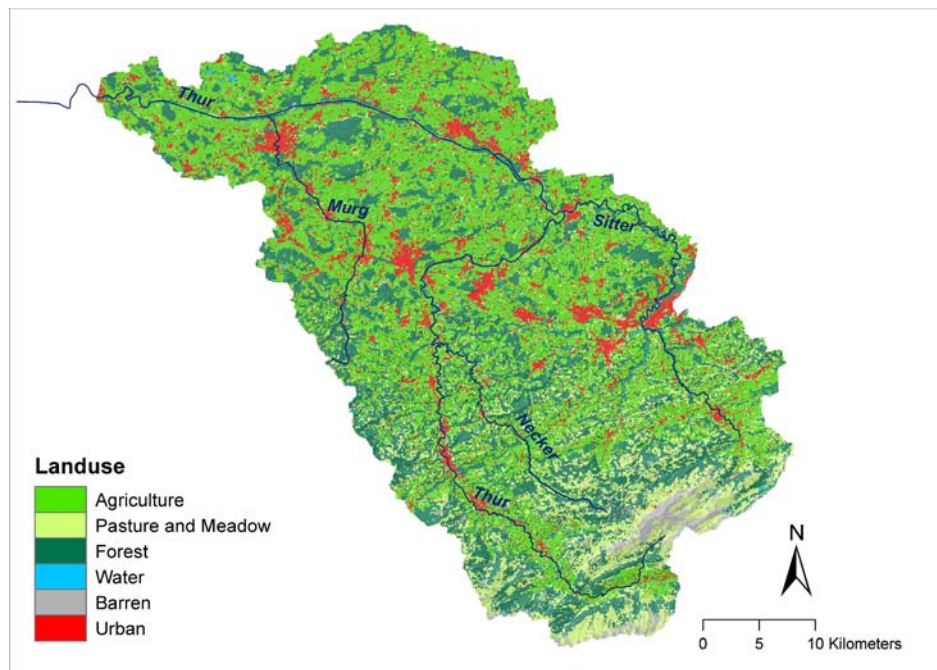 Thur
Murg
Sitter
Necker
Thur
Landuse
Agriculture
Pasture and Meadow
Forest
Water
Barren
Urban
N
0 5 10 Kilometers